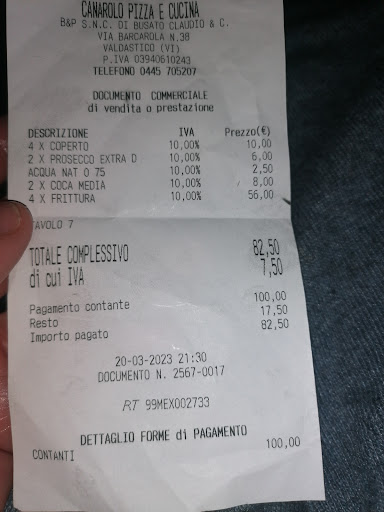 CANAROLO PIZZA E CUCINA
B&P S.N.C. DI BUSATO CLAUDIO & C.
VIA BARCAROLA N.38
VALDASTICO (VI)
P.IVA 03940610243
TELEFONO 0445 705207
DOCUMENTO COMMERCIALE
di vendita o prestazione
DESCRIZIONE IVA Prezzo(€)
4 X COPERTO 10,00% 10,00
2 X PROSECCO EXTRA D 10,00% 6,00
ACQUA NAT 0 75 10,00% 2,50
2 X COCA MEDIA 10,00% 8,00
4 X FRITTURA 10,00% 56,00
TAVOLO 7
TOTALE COMPLESSIVO 82,50
di cui IVA 7,50
Pagamento contante 100,00
Resto 17,50
Importo pagato 82,50
20-03-2023 21:30
DOCUMENTO N. 2567-0017
RT 99MEX002733
DETTAGLIO FORME di PAGAMENTO
CONTANTI 100,00